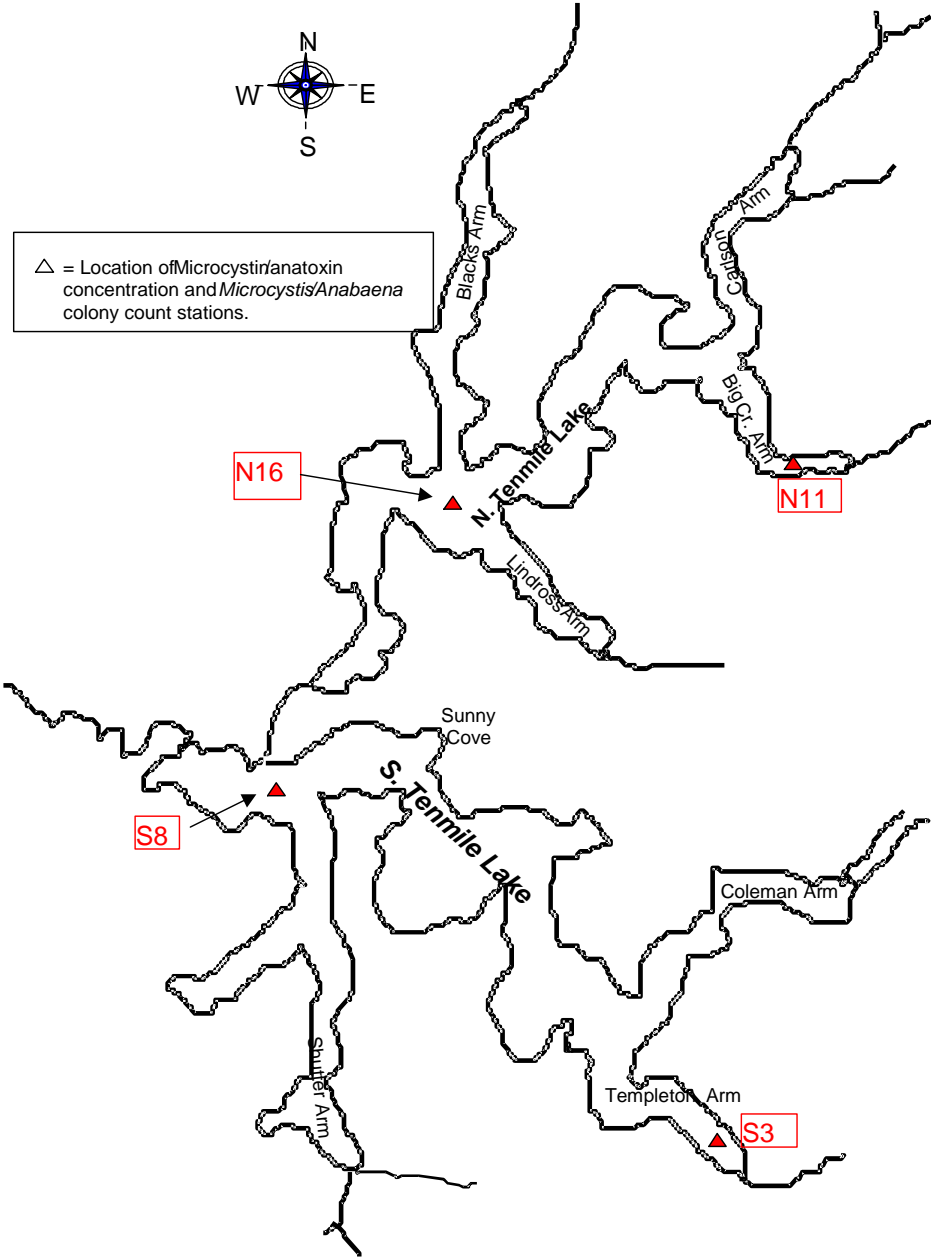 N
W E
S
= Location ofMicrocystin/anatoxin
concentration and Microcystis/Anabaena
colony count stations.
Blacks Arm
Carlson Arm
Big Cr. Arm
N. Tenmile Lake
N16
N11
Lindross Arm
Sunny
Cove
S. Tenmile Lake
S8
Coleman Arm
Shutter Arm
Templeton Arm
S3